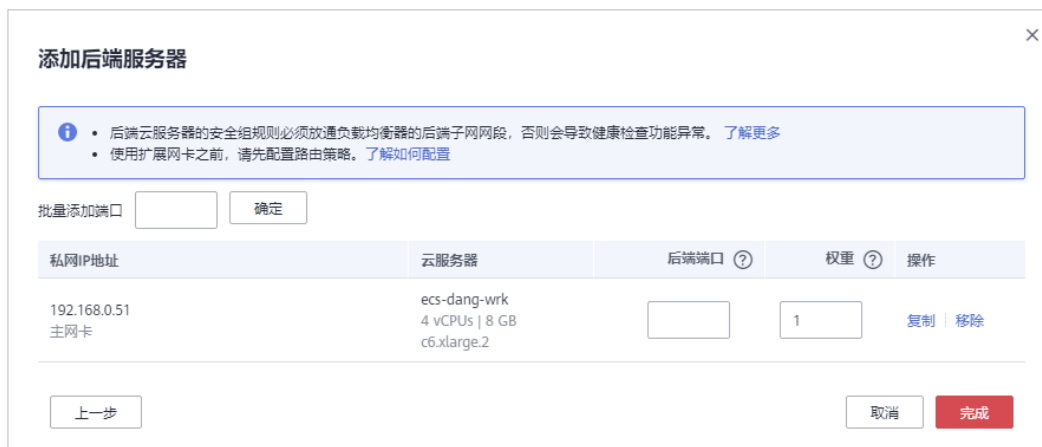 添加后端服务器
• 后端云服务器的安全组规则必须放通负载均衡器的后端子网网段，否则会导致健康检查功能异常。 了解更多
• 使用扩展网卡之前，请先配置路由策略。了解如何配置
批量添加端口 确定
私网IP地址 云服务器 后端端口 ? 权重 ? 操作
192.168.0.51
主网卡
ecs-dang-wrk
4 vCPUs | 8 GB
c6.xlarge.2
1
复制 | 移除
上一步 取消 完成